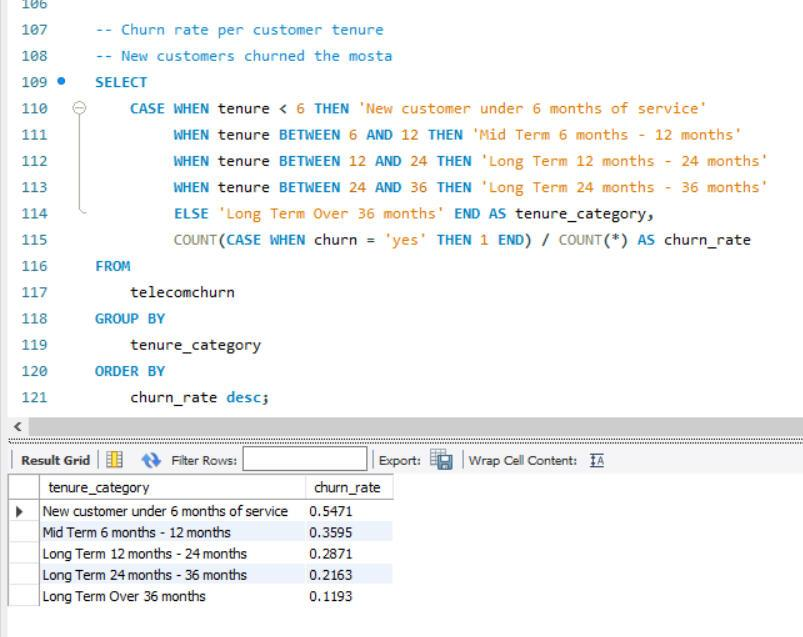 106
107 -- Churn rate per customer tenure
108 -- New customers churned the mosta
109 SELECT
110 CASE WHEN tenure < 6 THEN 'New customer under 6 months of service'
111 WHEN tenure BETWEEN 6 AND 12 THEN 'Mid Term 6 months - 12 months'
112 WHEN tenure BETWEEN 12 AND 24 THEN 'Long Term 12 months - 24 months'
113 WHEN tenure BETWEEN 24 AND 36 THEN 'Long Term 24 months - 36 months'
114 ELSE 'Long Term Over 36 months' END AS tenure_category,
115 COUNT(CASE WHEN churn = 'yes' THEN 1 END) / COUNT(*) AS churn_rate
116 FROM
117 telecomchurn
118 GROUP BY
119 tenure_category
120 ORDER BY
121 churn_rate desc;
Result Grid Filter Rows: Export: Wrap Cell Content: IA
tenure_category churn_rate
New customer under 6 months of service 0.5471
Mid Term 6 months - 12 months 0.3595
Long Term 12 months - 24 months 0.2871
Long Term 24 months - 36 months 0.2163
Long Term Over 36 months 0.1193